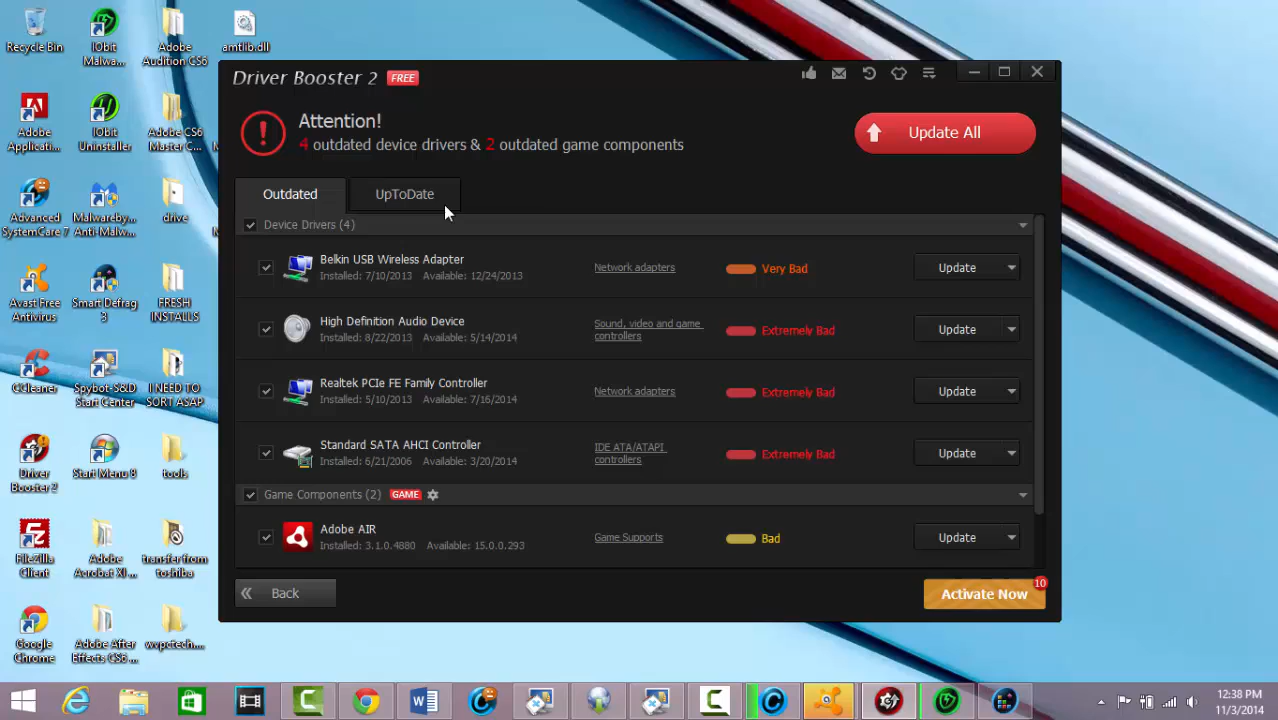 Recycle Bin
IObit Malwa...
Adobe Audition CS6
amtlib.dll
Adobe Applicati...
IObit Uninstaller
Adobe CS6 Master C...
Advanced SystemCare 7
Malwareby... Anti-Malw...
drive
Avast Free Antivirus
Smart Defrag 3
FRESH INSTALLS
CCleaner
Spybot-S&D Start Center
I NEED TO SORT ASAP
Driver Booster 2
Start Menu 8
tools
FileZilla Client
Adobe Acrobat XI ...
transfer from toshiba
Google Chrome
Adobe After Effects CS6 ...
wvpctech....
Driver Booster 2 FREE
Attention!
4 outdated device drivers & 2 outdated game components
Update All
Outdated UpToDate
Device Drivers (4)
Belkin USB Wireless Adapter
Installed: 7/10/2013 Available: 12/24/2013
Network adapters
Very Bad
Update
High Definition Audio Device
Installed: 8/22/2013 Available: 5/14/2014
Sound, video and game
controllers
Extremely Bad
Update
Realtek PCIe FE Family Controller
Installed: 5/10/2013 Available: 7/16/2014
Network adapters
Extremely Bad
Update
Standard SATA AHCI Controller
Installed: 6/21/2006 Available: 3/20/2014
IDE ATA/ATAPI
controllers
Extremely Bad
Update
Game Components (2) GAME
Adobe AIR
Installed: 3.1.0.4880 Available: 15.0.0.293
Game Supports
Bad
Update
Back
Activate Now
10
12:38 PM
11/3/2014